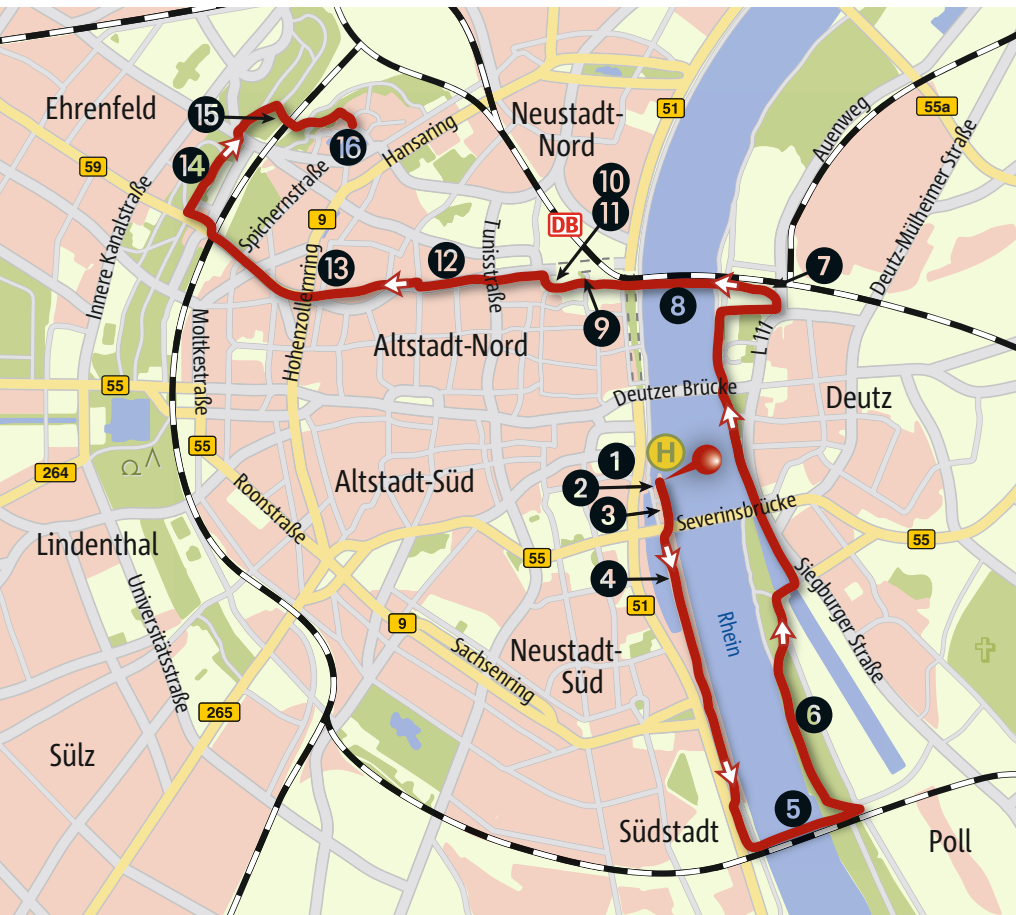 51
55a
Ehrenfeld
15
Neustadt-
Nord
Auenweg
Deutz-Mülheimer Straße
Hansaring
16
59
14
10
Innere Kanalstraße
Spichernstraße
9
11
DB
Tunisstraße
Hohenzollernring
13
12
7
8
9
Moltkestraße
Altstadt-Nord
L 111
55
Deutzer Brücke
Deutz
55
H
1
264
Roonstraße
Altstadt-Süd
2
3
Severinsbrücke
Lindenthal
55
55
4
Siegburger Straße
Universitätsstraße
51
9
Rhein
Sachsenring
Neustadt-
Süd
265
6
Sülz
5
Südstadt
Poll